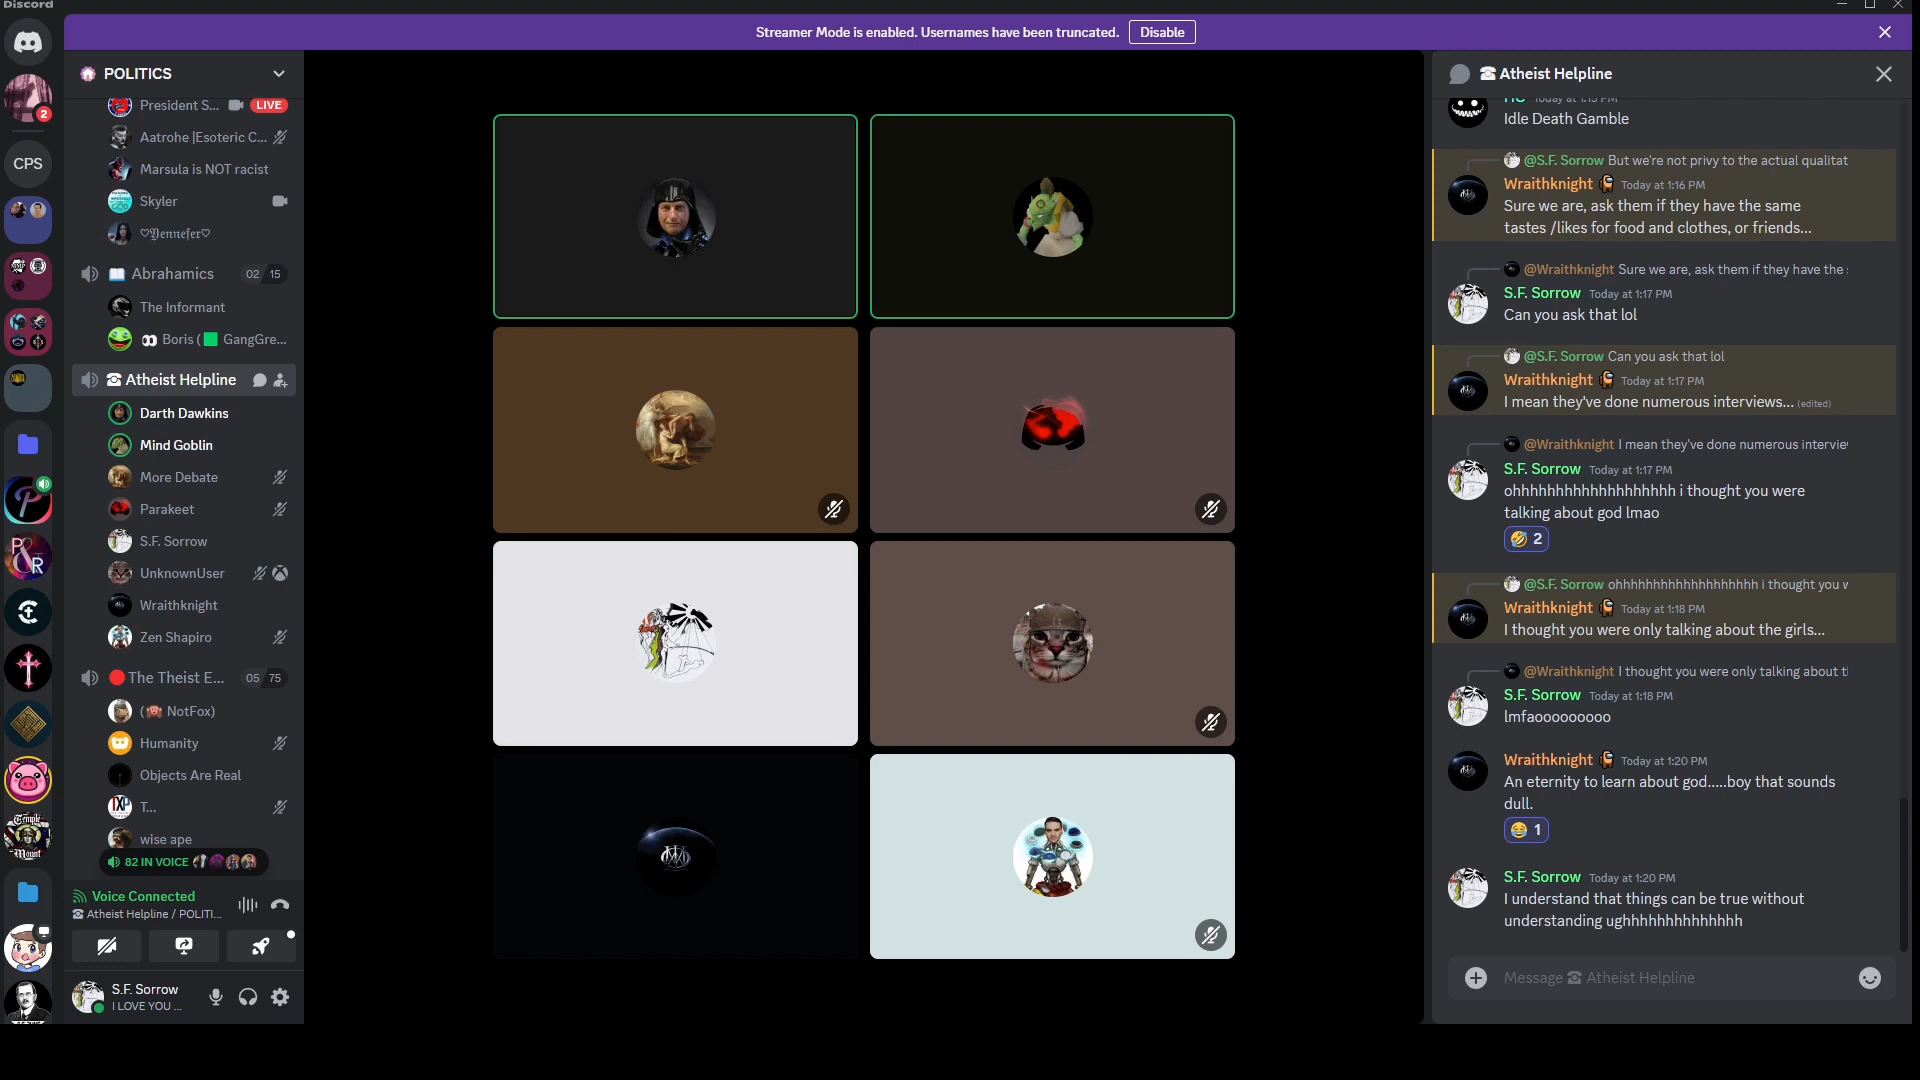 Discord
Streamer Mode is enabled. Usernames have been truncated.
Disable
2
CPS
POLITICS
President S...
LIVE
Aatrohe |Esoteric C...
Marsula is NOT racist
Skyler
♡𝔜𝔢𝔫𝔫𝔢𝔣𝔢𝔯♡
📖 Abrahamics
02 15
The Informant
👀 Boris ( 🟩 GangGre...
☎ Atheist Helpline
Darth Dawkins
Mind Goblin
More Debate
Parakeet
S.F. Sorrow
UnknownUser
Wraithknight
Zen Shapiro
🔴The Theist E...
05 75
(🙉 NotFox)
Humanity
Objects Are Real
T...
wise ape
82 IN VOICE
Voice Connected
☎ Atheist Helpline / POLITI...
S.F. Sorrow
I LOVE YOU ...
☎ Atheist Helpline
Idle Death Gamble
@S.F. Sorrow But we're not privy to the actual qualitat
Wraithknight Today at 1:16 PM
Sure we are, ask them if they have the same
tastes /likes for food and clothes, or friends...
@Wraithknight Sure we are, ask them if they have the
S.F. Sorrow Today at 1:17 PM
Can you ask that lol
@S.F. Sorrow Can you ask that lol
Wraithknight Today at 1:17 PM
I mean they've done numerous interviews... (edited)
@Wraithknight I mean they've done numerous intervie
S.F. Sorrow Today at 1:17 PM
ohhhhhhhhhhhhhhhhhhh i thought you were
talking about god lmao
🤣 2
@S.F. Sorrow ohhhhhhhhhhhhhhhhhhh i thought you w
Wraithknight Today at 1:18 PM
I thought you were only talking about the girls...
@Wraithknight I thought you were only talking about t
S.F. Sorrow Today at 1:18 PM
lmfaooooooooo
Wraithknight Today at 1:20 PM
An eternity to learn about god.....boy that sounds
dull.
😂 1
S.F. Sorrow Today at 1:20 PM
I understand that things can be true without
understanding ughhhhhhhhhhhhhh
Message ☎ Atheist Helpline